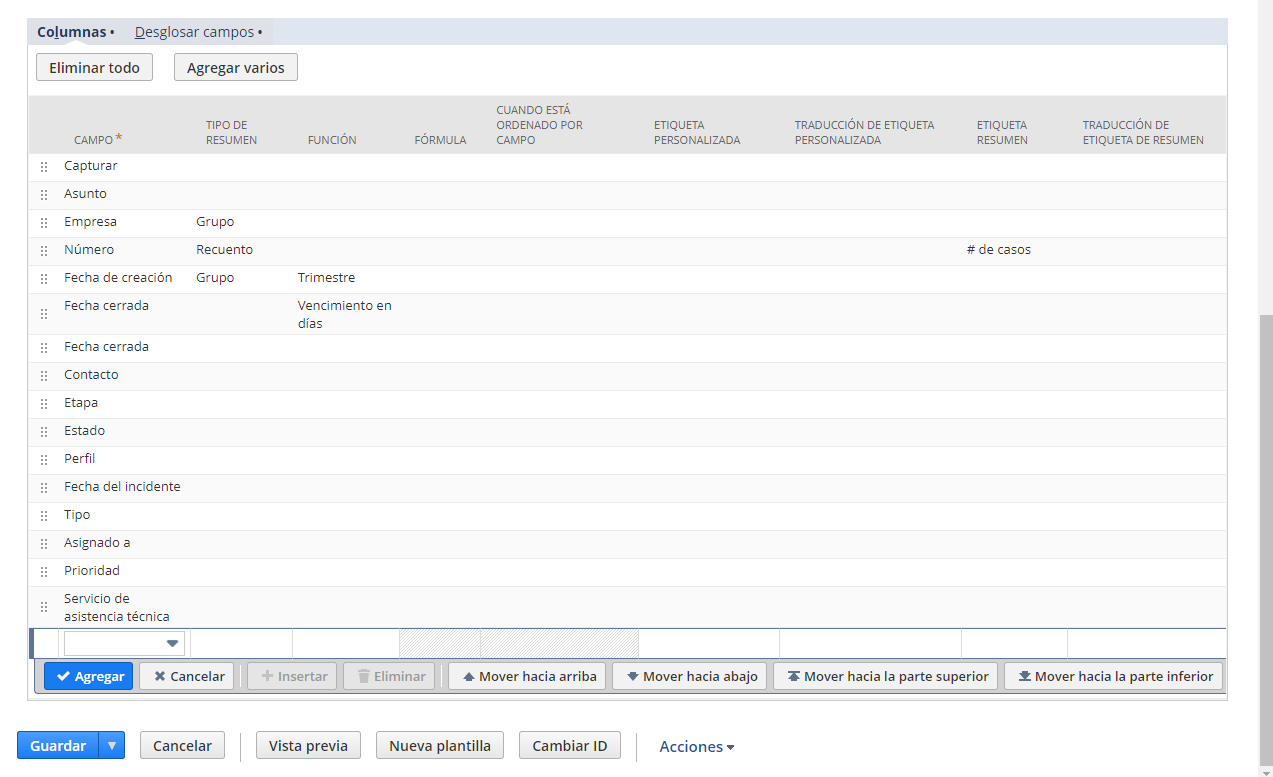 Columnas • Desglosar campos •
Eliminar todo Agregar varios
CAMPO* TIPO DE RESUMEN FUNCIÓN FÓRMULA CUANDO ESTÁ ORDENADO POR CAMPO ETIQUETA PERSONALIZADA TRADUCCIÓN DE ETIQUETA PERSONALIZADA ETIQUETA RESUMEN TRADUCCIÓN DE ETIQUETA DE RESUMEN
Capturar
Asunto
Empresa Grupo
Número Recuento # de casos
Fecha de creación Grupo Trimestre
Fecha cerrada Vencimiento en días
Fecha cerrada
Contacto
Etapa
Estado
Perfil
Fecha del incidente
Tipo
Asignado a
Prioridad
Servicio de
asistencia técnica
Agregar Cancelar Insertar Eliminar Mover hacia arriba Mover hacia abajo Mover hacia la parte superior Mover hacia la parte inferior
Guardar Cancelar Vista previa Nueva plantilla Cambiar ID Acciones